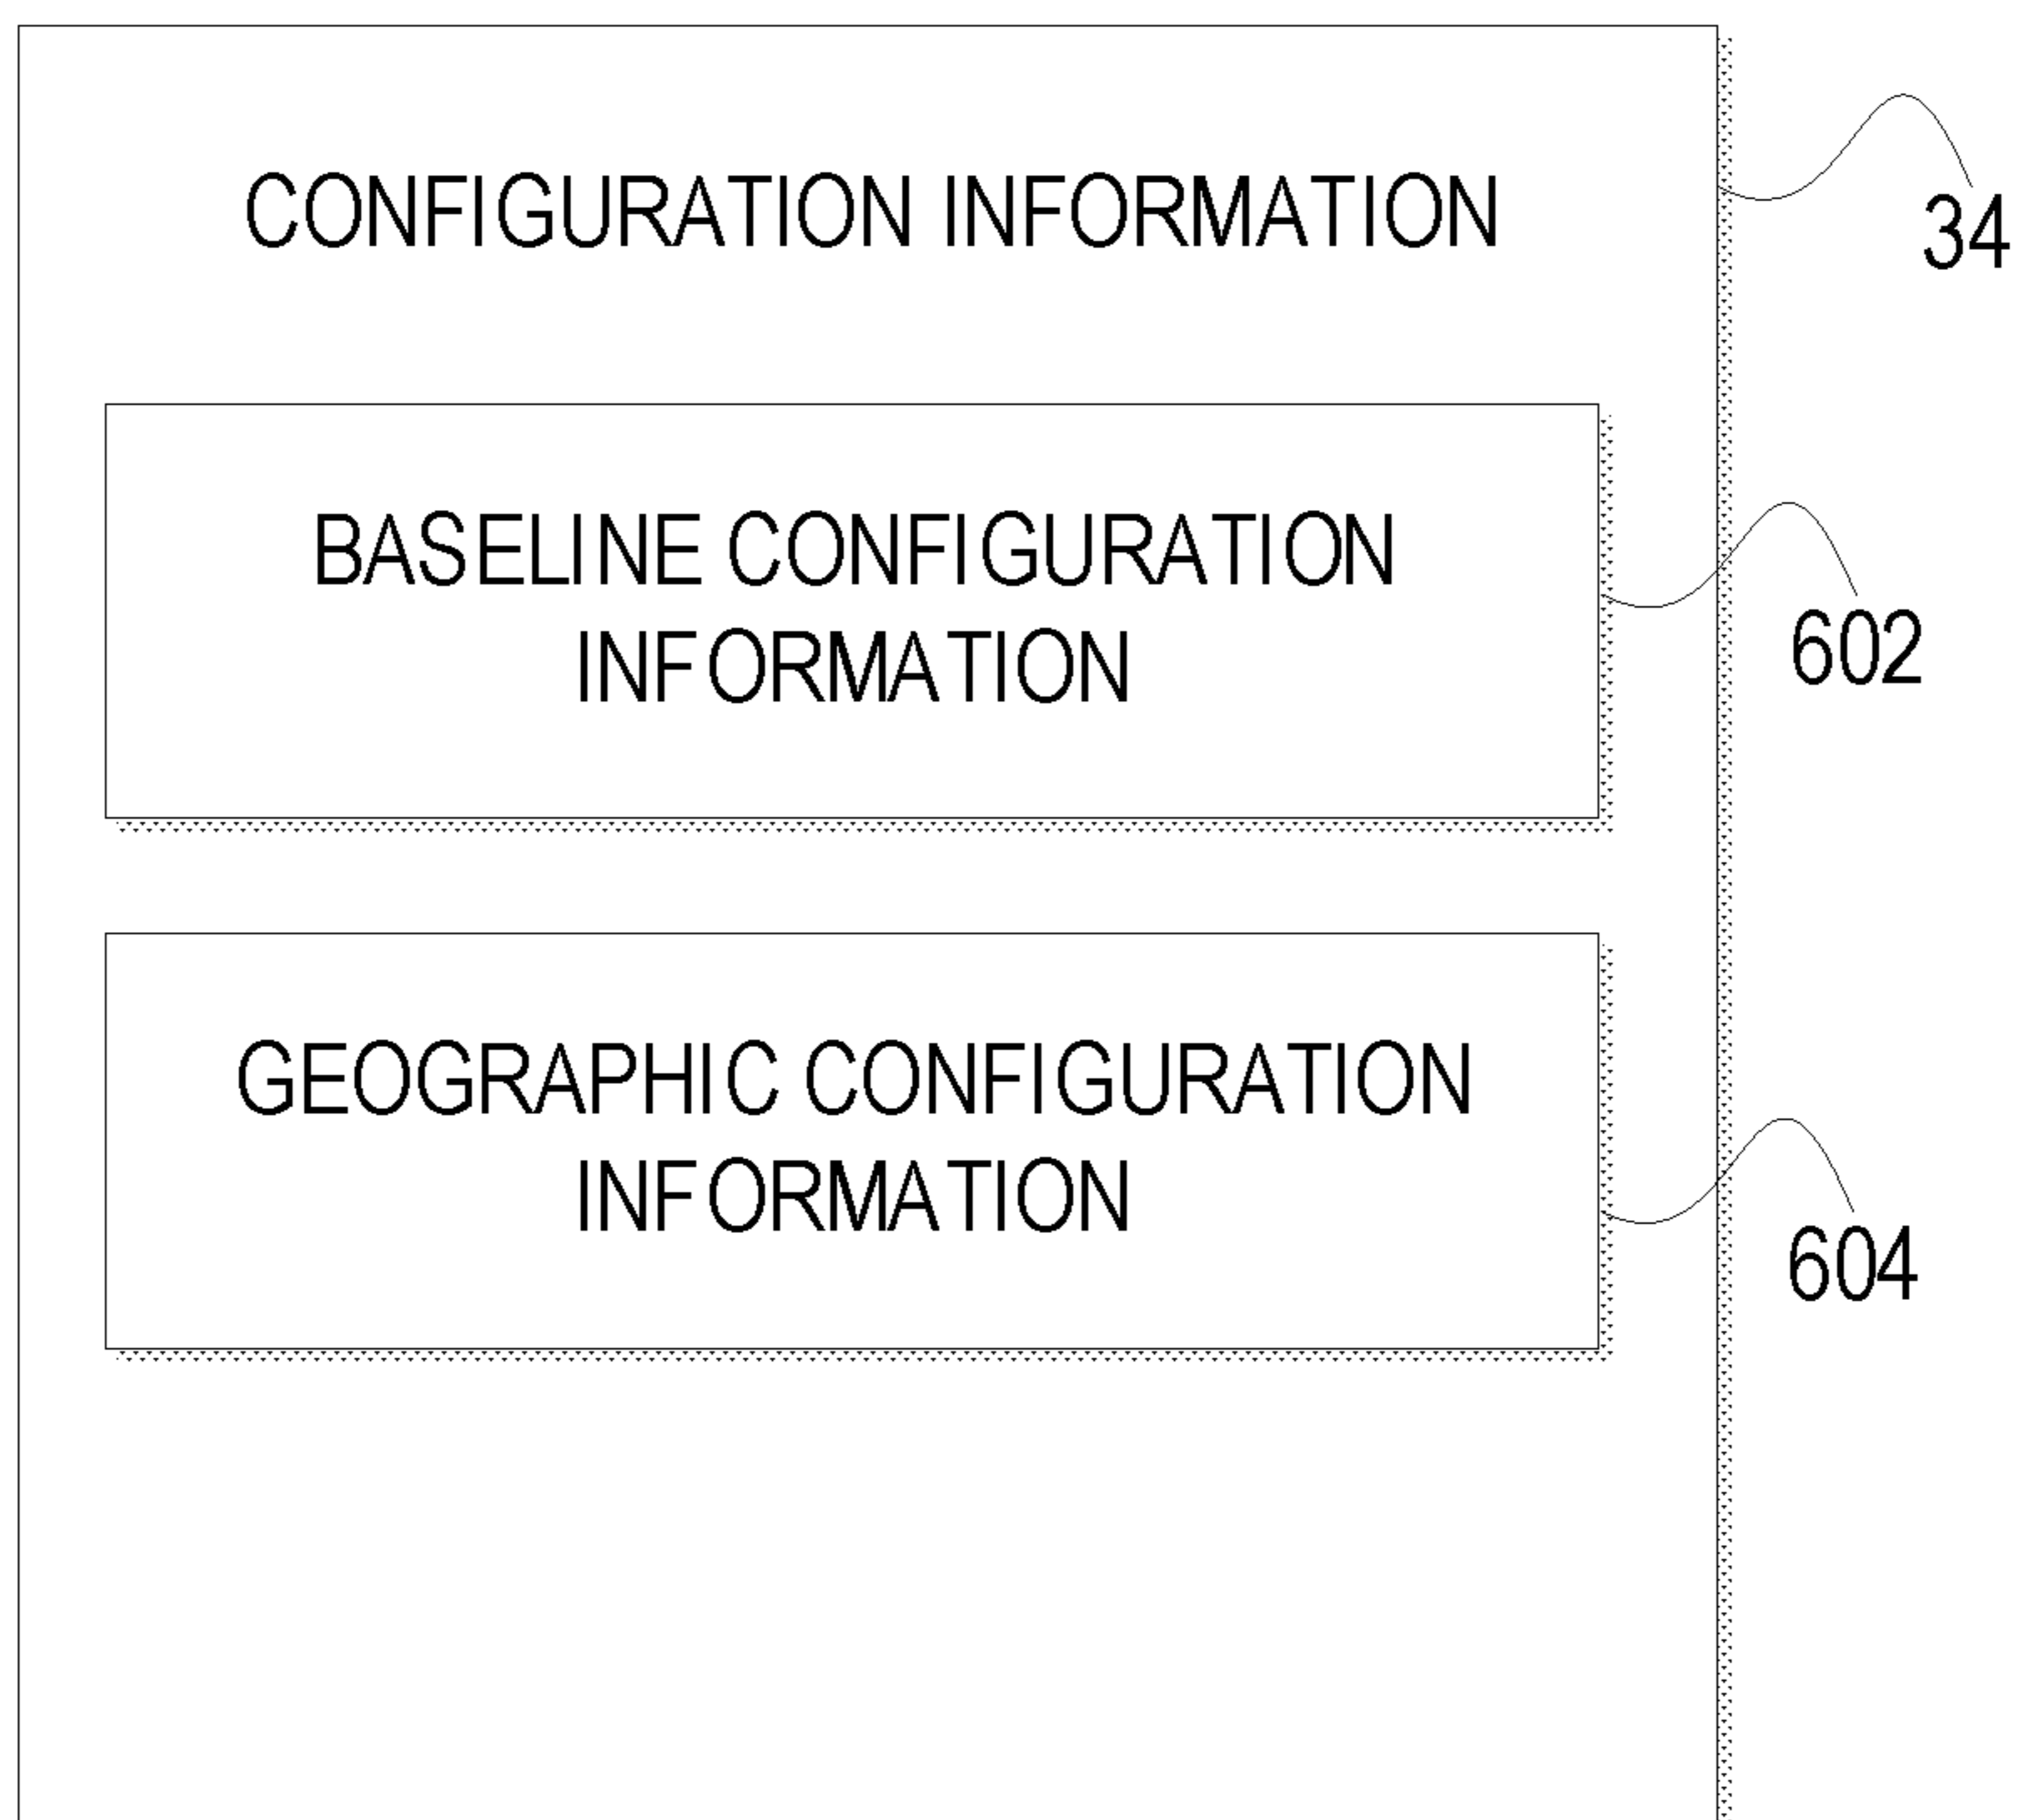 CONFIGURATION INFORMATION
34
BASELINE CONFIGURATION
INFORMATION
602
GEOGRAPHIC CONFIGURATION
INFORMATION
604